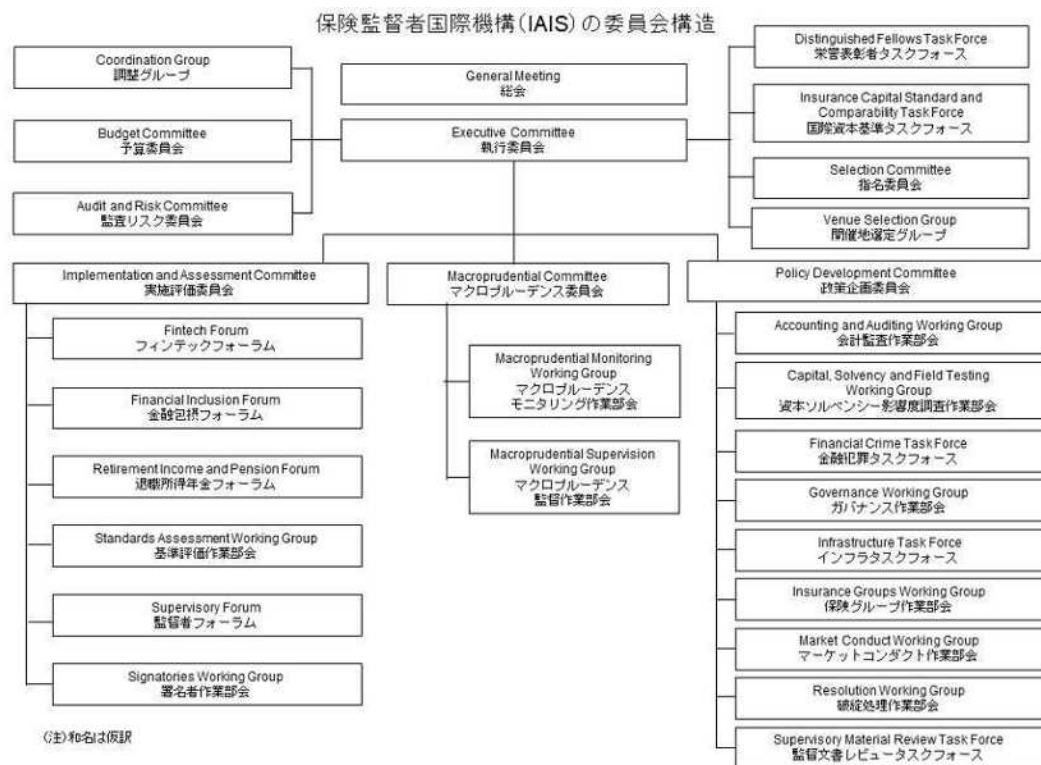 保険監督者国際機構(IAIS)の委員会構造
Coordination Group
調整グループ
Budget Committee
予算委員会
Audit and Risk Committee
監査リスク委員会
General Meeting
総会
Executive Committee
執行委員会
Distinguished Fellows Task Force
栄誉表彰者タスクフォース
Insurance Capital Standard and
Comparability Task Force
国際資本基準タスクフォース
Selection Committee
指名委員会
Venue Selection Group
開催地選定グループ
Implementation and Assessment Committee
実施評価委員会
Fintech Forum
フィンテックフォーラム
Financial Inclusion Forum
金融包摂フォーラム
Retirement Income and Pension Forum
退職所得年金フォーラム
Standards Assessment Working Group
基準評価作業部会
Supervisory Forum
監督者フォーラム
Signatories Working Group
署名者作業部会
Macroprudential Committee
マクロプルーデンス委員会
Macroprudential Monitoring
Working Group
マクロプルーデンス
モニタリング作業部会
Macroprudential Supervision
Working Group
マクロプルーデンス
監督作業部会
Policy Development Committee
政策企画委員会
Accounting and Auditing Working Group
会計監査作業部会
Capital, Solvency and Field Testing
Working Group
資本ソルベンシー影響度調査作業部会
Financial Crime Task Force
金融犯罪タスクフォース
Governance Working Group
ガバナンス作業部会
Infrastructure Task Force
インフラタスクフォース
Insurance Groups Working Group
保険グループ作業部会
Market Conduct Working Group
マーケットコンダクト作業部会
Resolution Working Group
破綻処理作業部会
Supervisory Material Review Task Force
監督文書レビュータスクフォース
(注)和名は仮訳